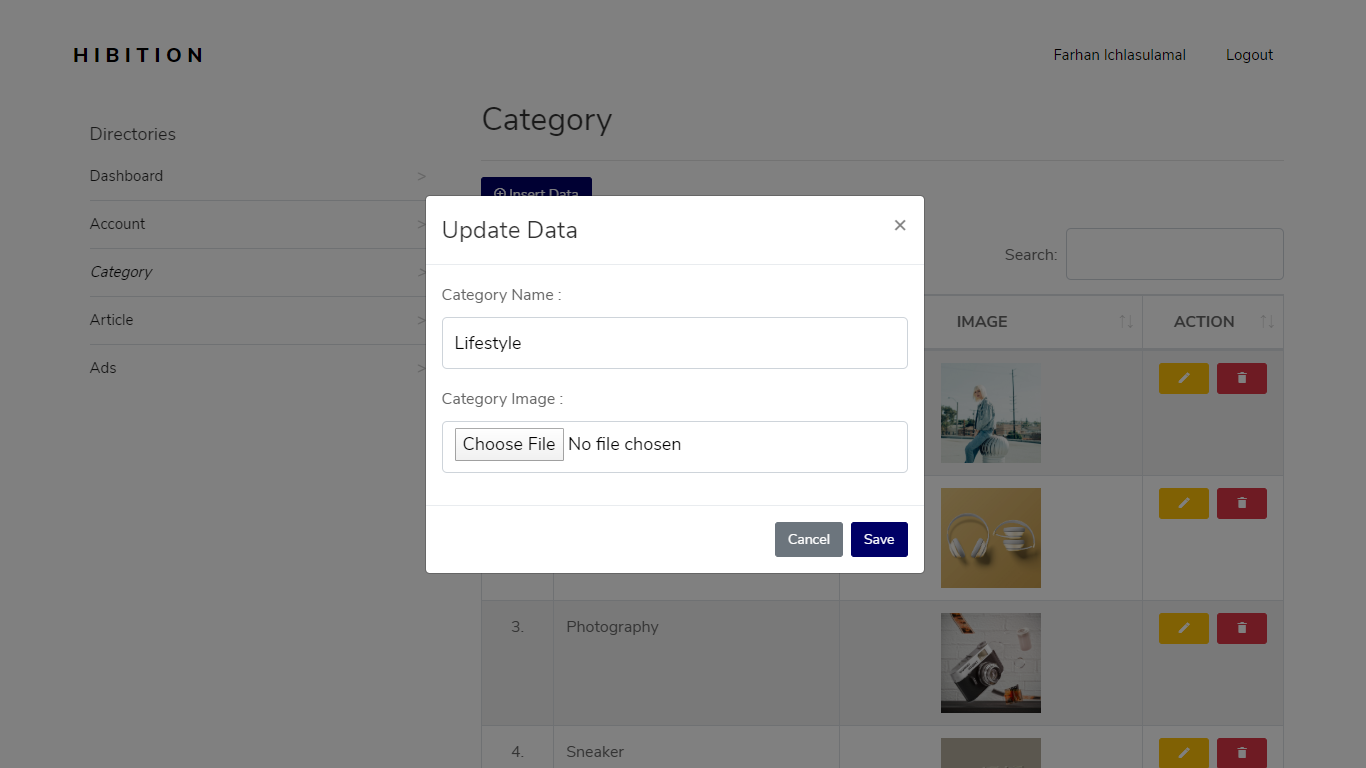 HIBITION
Farhan Ichlasulamal Logout
Directories
Dashboard >
Account >
Category >
Article >
Ads >
Category
Insert Data
Search:
IMAGE ACTION
3. Photography
4. Sneaker
Update Data ×
Category Name :
Lifestyle
Category Image :
Choose File No file chosen
Cancel Save